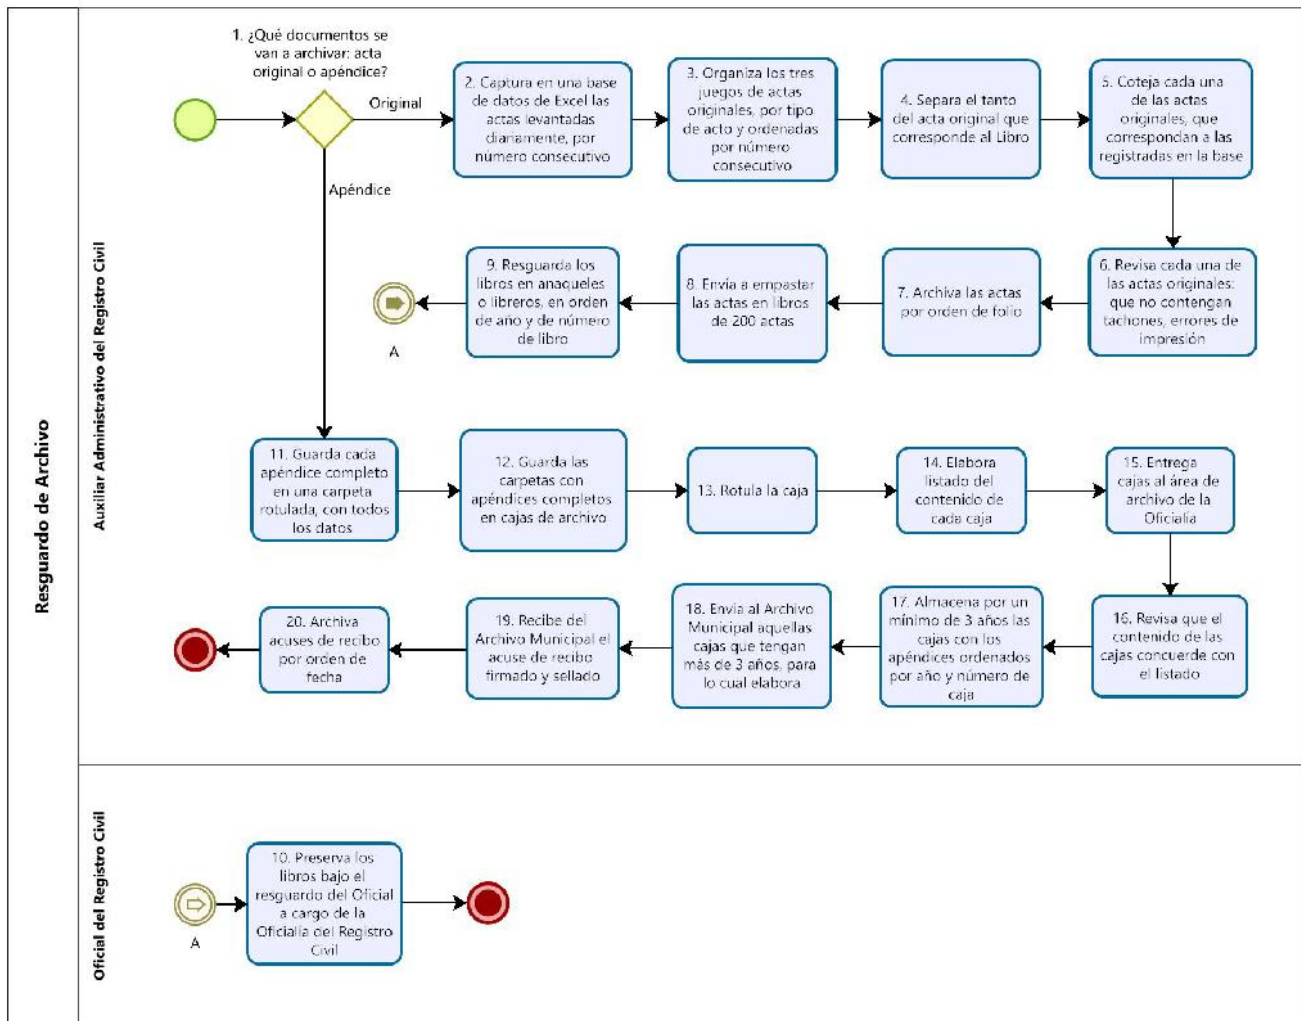 Resguardo de Archivo
Auxiliar Administrativo del Registro Civil
1. ¿Qué documentos se
van a archivar: acta
original o apéndice?
Original
Apéndice
2. Captura en una base
de datos de Excel las
actas levantadas
diariamente, por
número consecutivo
3. Organiza los tres
juegos de actas
originales, por tipo
de acto y ordenadas
por número
consecutivo
4. Separa el tanto
del acta original que
corresponde al Libro
5. Coteja cada una
de las actas
originales, que
correspondan a las
registradas en la base
6. Revisa cada una de
las actas originales:
que no contengan
tachones, errores de
impresión
7. Archiva las actas
por orden de folio
8. Envía a empastar
las actas en libros
de 200 actas
9. Resguarda los
libros en anaqueles
o libreros, en orden
de año y de número
de libro
A
11. Guarda cada
apéndice completo
en una carpeta
rotulada, con todos
los datos
12. Guarda las
carpetas con
apéndices completos
en cajas de archivo
13. Rotula la caja
14. Elabora
listado del
contenido de
cada caja
15. Entrega
cajas al área de
archivo de la
Oficialía
16. Revisa que el
contenido de las
cajas concuerde con
el listado
17. Almacena por un
mínimo de 3 años las
cajas con los
apéndices ordenados
por año y número de
caja
18. Envía al Archivo
Municipal aquellas
cajas que tengan
más de 3 años, para
lo cual elabora
19. Recibe del
Archivo Municipal el
acuse de recibo
firmado y sellado
20. Archiva
acuses de recibo
por orden de
fecha
Oficial del Registro Civil
A
10. Preserva los
libros bajo el
resguardo del Oficial
a cargo de la
Oficialía del Registro
Civil